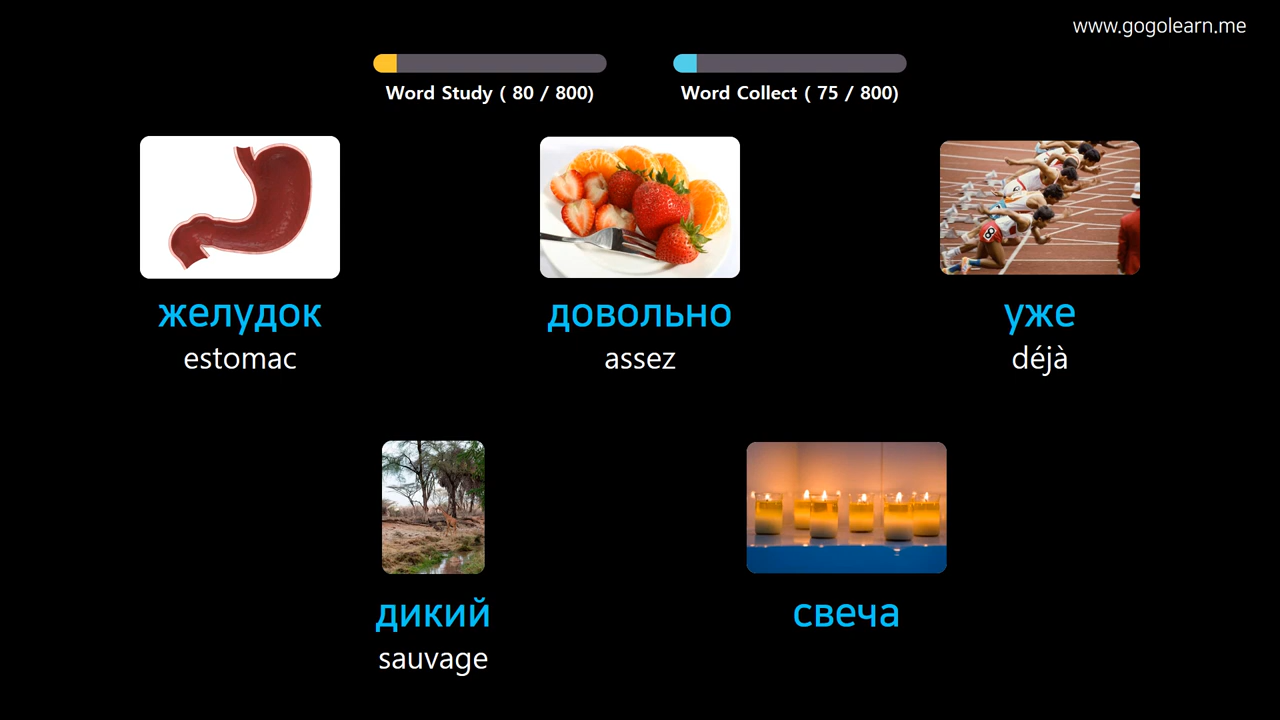 www.gogolearn.me
Word Study ( 80 / 800)
Word Collect ( 75 / 800)
желудок
estomac
довольно
assez
уже
déjà
дикий
sauvage
свеча